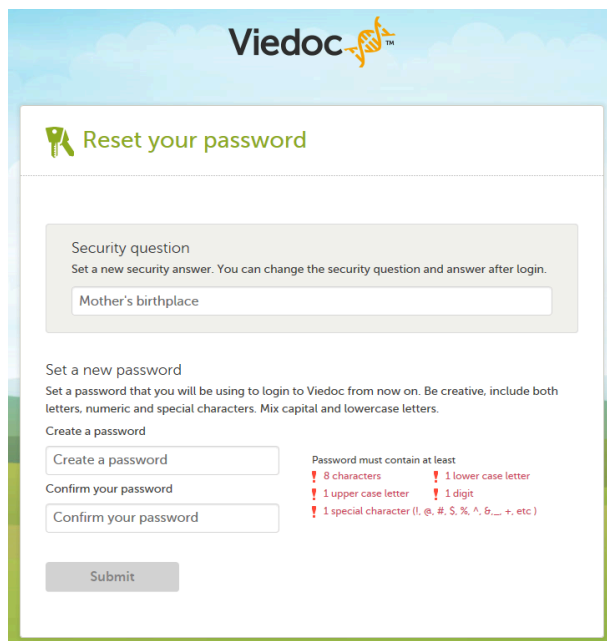 Viedoc™
Reset your password
Security question
Set a new security answer. You can change the security question and answer after login.
Mother's birthplace
Set a new password
Set a password that you will be using to login to Viedoc from now on. Be creative, include both
letters, numeric and special characters. Mix capital and lowercase letters.
Create a password
Create a password
Confirm your password
Confirm your password
Password must contain at least
! 8 characters ! 1 lower case letter
! 1 upper case letter ! 1 digit
! 1 special character (!, @, #, $, %, ^, &,_, +, etc )
Submit